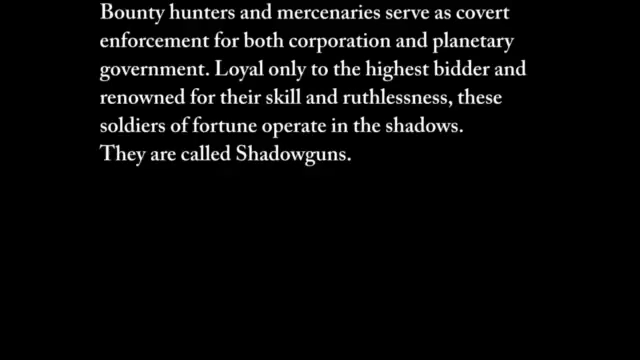 Bounty hunters and mercenaries serve as covert
enforcement for both corporation and planetary
government. Loyal only to the highest bidder and
renowned for their skill and ruthlessness, these
soldiers of fortune operate in the shadows.
They are called Shadowguns.